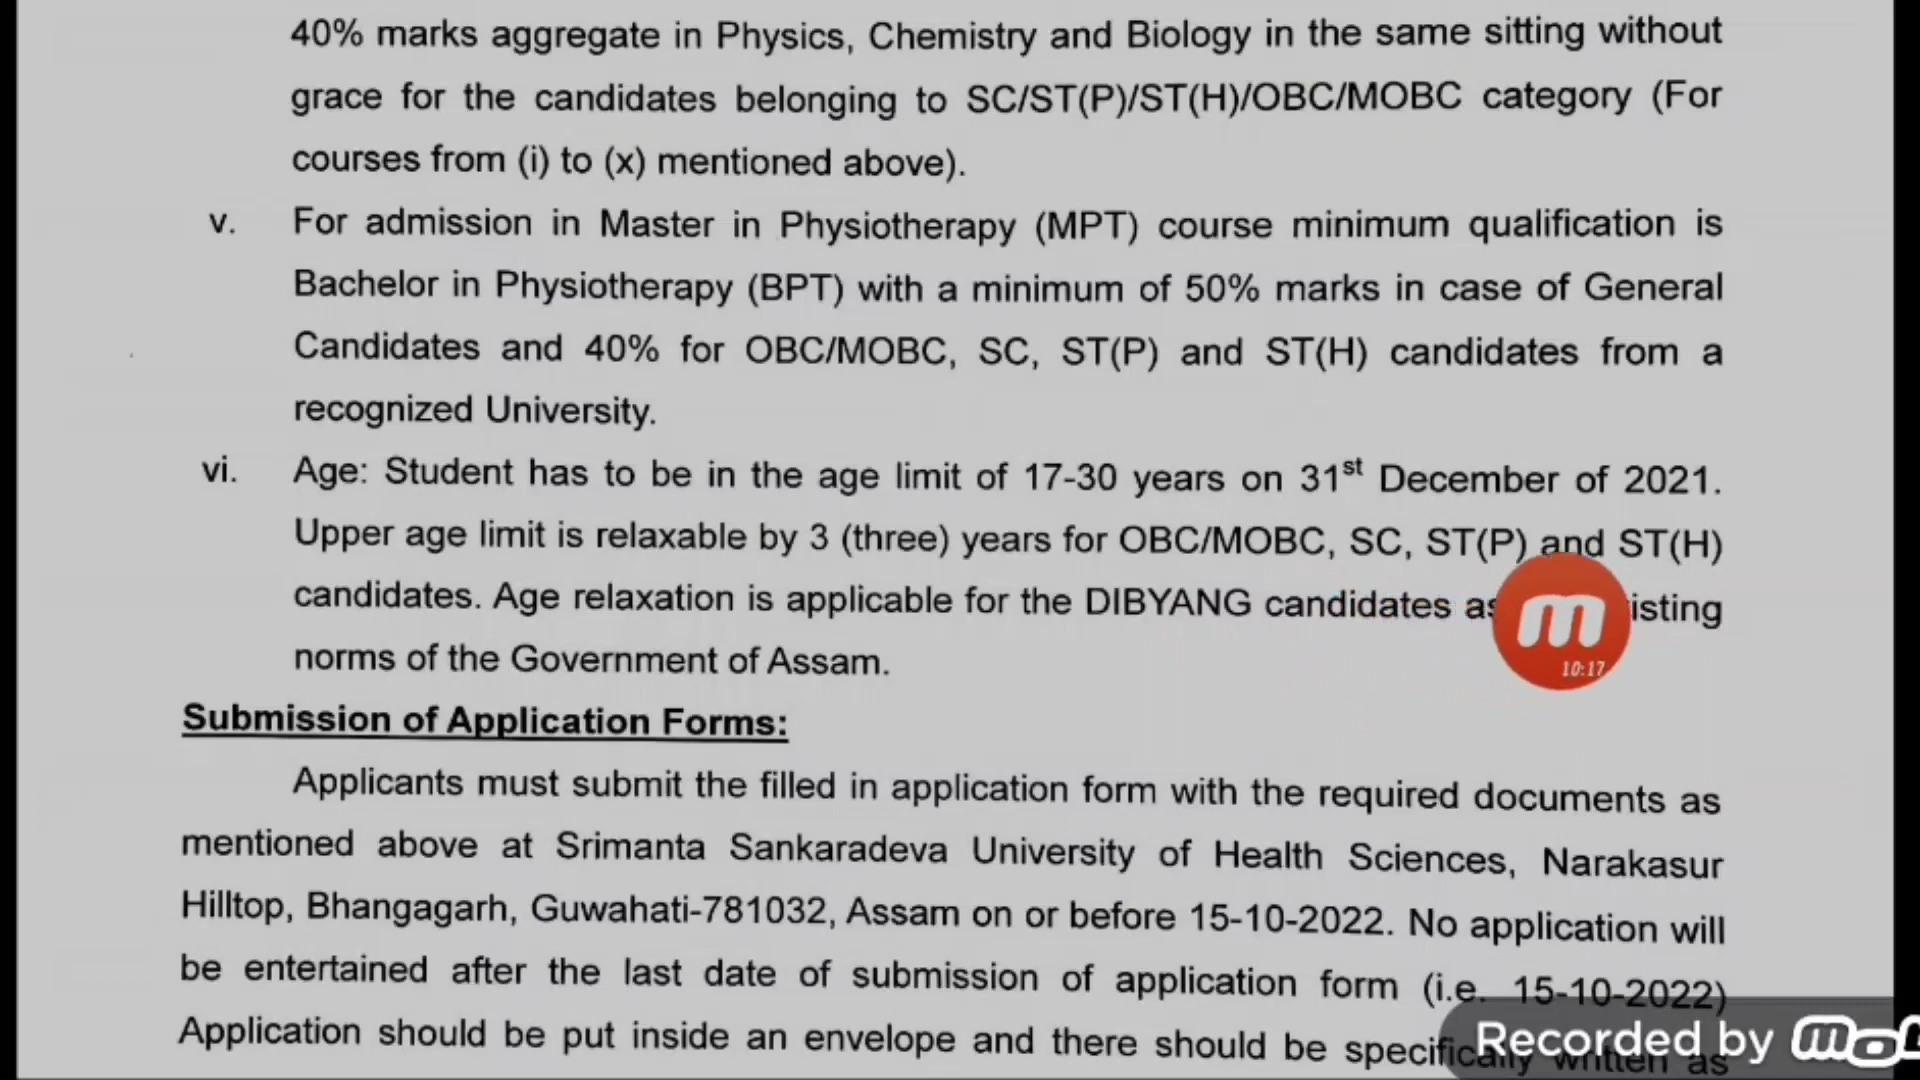 40% marks aggregate in Physics, Chemistry and Biology in the same sitting without
grace for the candidates belonging to SC/ST(P)/ST(H)/OBC/MOBC category (For
courses from (i) to (x) mentioned above).
v. For admission in Master in Physiotherapy (MPT) course minimum qualification is
Bachelor in Physiotherapy (BPT) with a minimum of 50% marks in case of General
Candidates and 40% for OBC/MOBC, SC, ST(P) and ST(H) candidates from a
recognized University.
vi. Age: Student has to be in the age limit of 17-30 years on 31st December of 2021.
Upper age limit is relaxable by 3 (three) years for OBC/MOBC, SC, ST(P) and ST(H)
candidates. Age relaxation is applicable for the DIBYANG candidates as isting
m
10:17
norms of the Government of Assam.
Submission of Application Forms:
Applicants must submit the filled in application form with the required documents as
mentioned above at Srimanta Sankaradeva University of Health Sciences, Narakasur
Hilltop, Bhangagarh, Guwahati-781032, Assam on or before 15-10-2022. No application will
be entertained after the last date of submission of application form (i.e. 15-10-2022)
Application should be put inside an envelope and there should be specifically written as
Recorded by mo